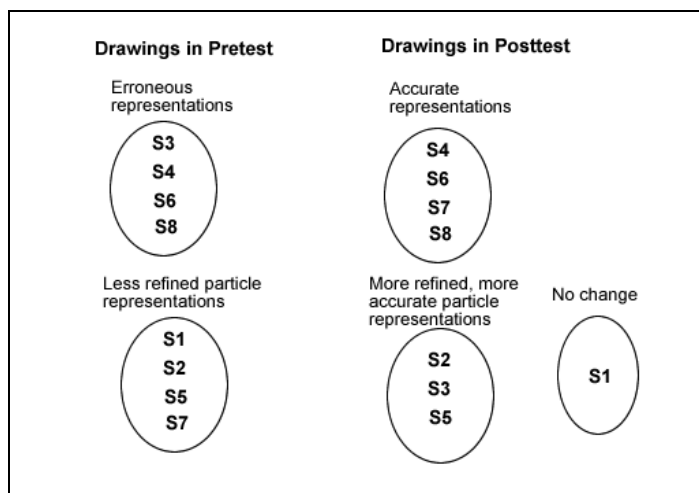 Drawings in Pretest
Drawings in Posttest
Erroneous
representations
S3
S4
S6
S8
Accurate
representations
S4
S6
S7
S8
Less refined particle
representations
S1
S2
S5
S7
More refined, more
accurate particle
representations
S2
S3
S5
No change
S1